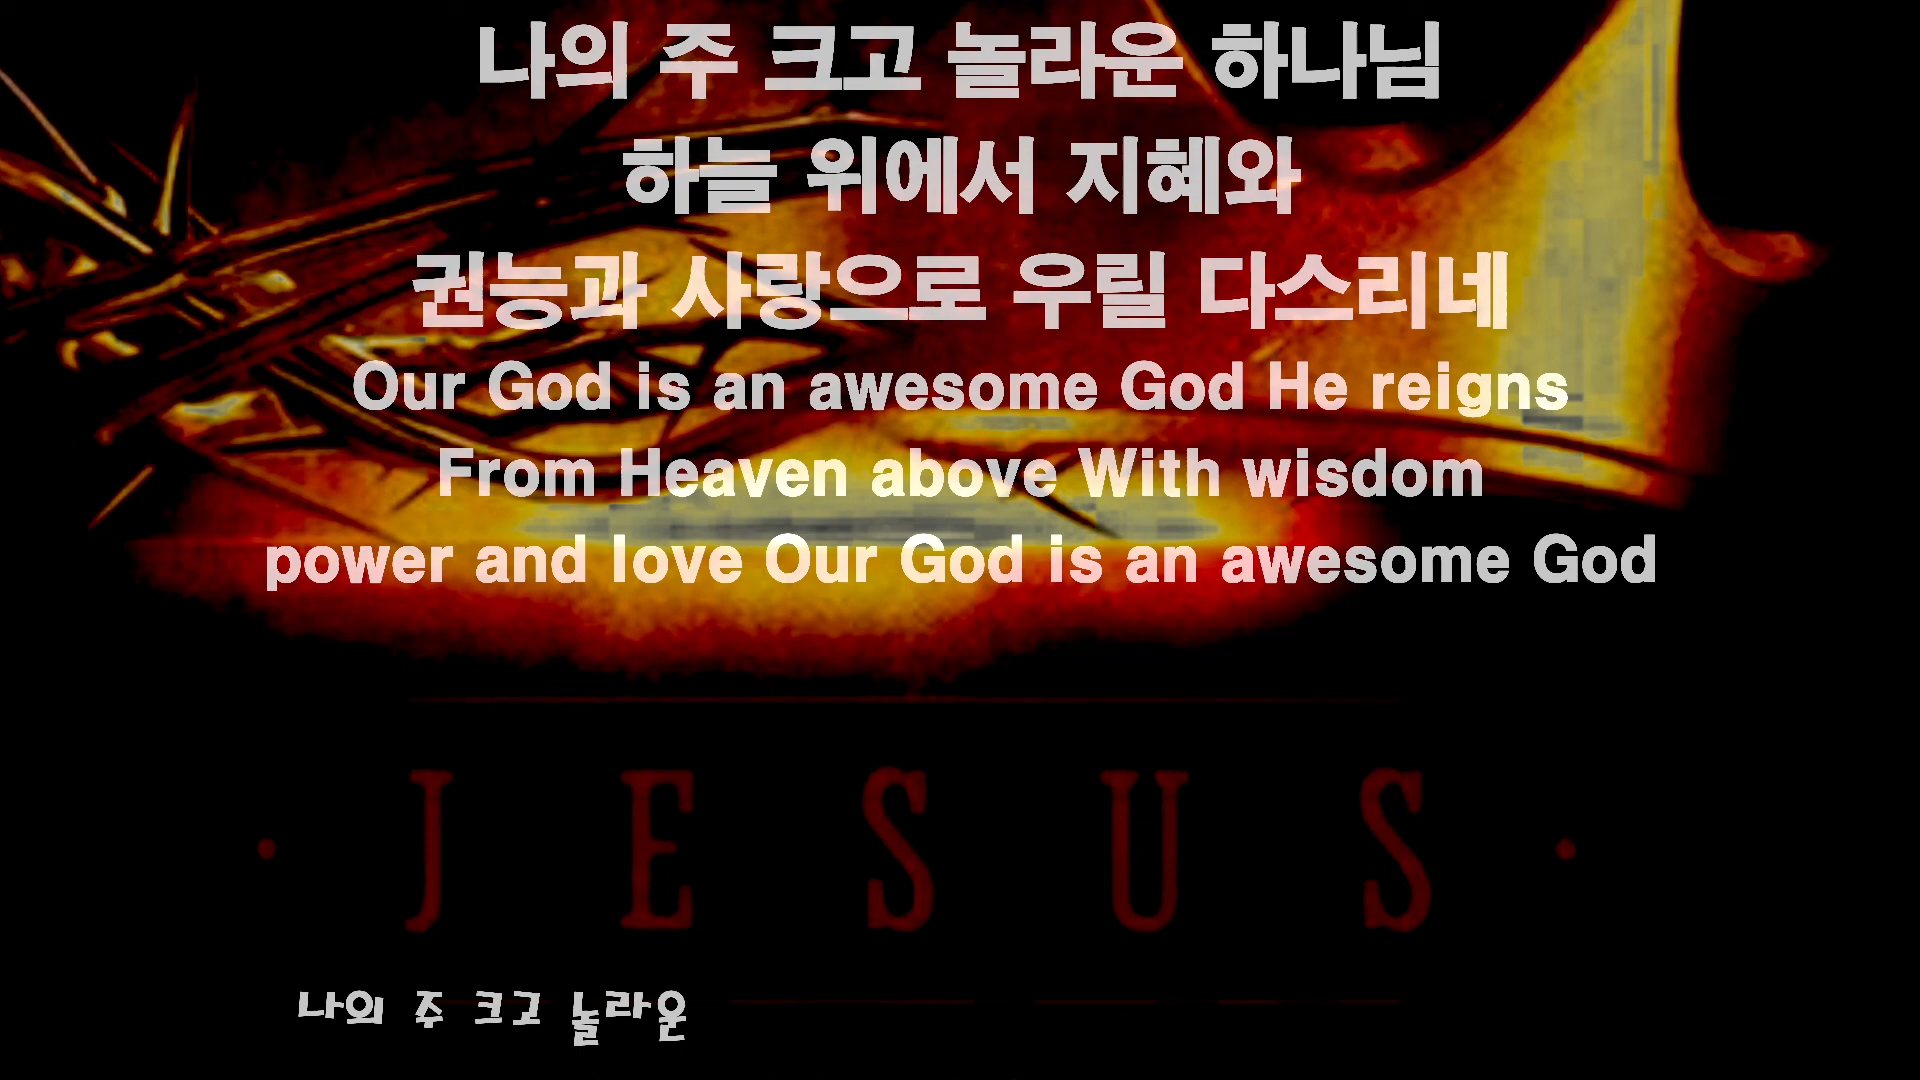 나의 주 크고 놀라운 하나님
하늘 위에서 지혜와
권능과 사랑으로 우릴 다스리네
Our God is an awesome God He reigns
From Heaven above With wisdom
power and love Our God is an awesome God
· JESUS ·
나의 주 크고 놀라운